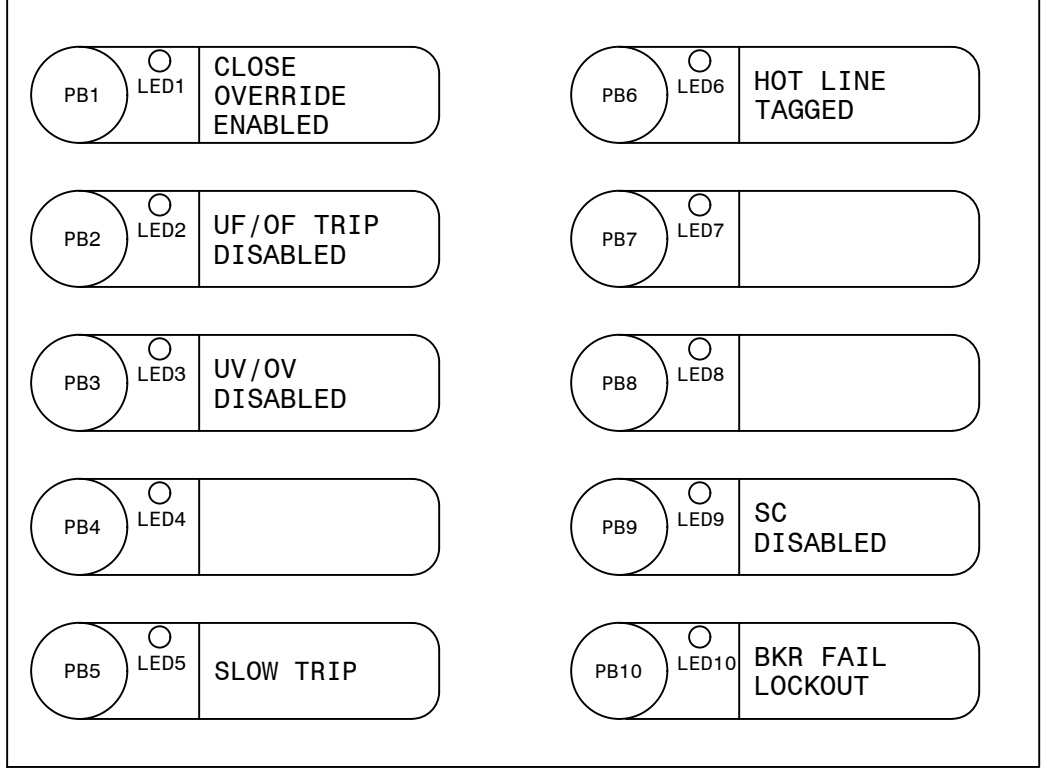 PB1
LED1
CLOSE
OVERRIDE
ENABLED
PB2
LED2
UF/OF TRIP
DISABLED
PB3
LED3
UV/OV
DISABLED
PB4
LED4
PB5
LED5
SLOW TRIP
PB6
LED6
HOT LINE
TAGGED
PB7
LED7
PB8
LED8
PB9
LED9
SC
DISABLED
PB10
LED10
BKR FAIL
LOCKOUT